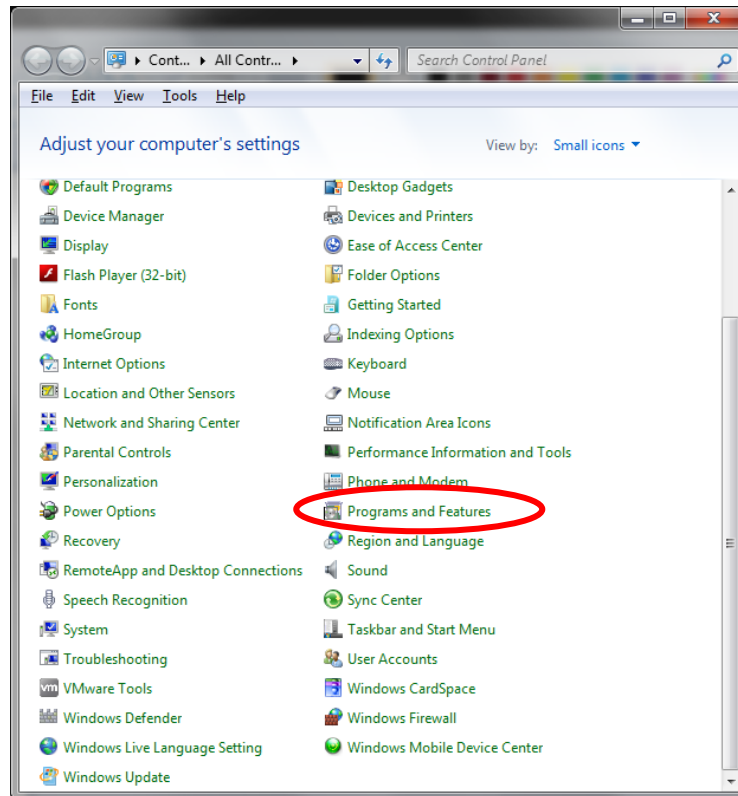 Cont... All Contr... Search Control Panel
File Edit View Tools Help
Adjust your computer's settings View by: Small icons
Default Programs Desktop Gadgets
Device Manager Devices and Printers
Display Ease of Access Center
Flash Player (32-bit) Folder Options
Fonts Getting Started
HomeGroup Indexing Options
Internet Options Keyboard
Location and Other Sensors Mouse
Network and Sharing Center Notification Area Icons
Parental Controls Performance Information and Tools
Personalization Phone and Modem
Power Options Programs and Features
Recovery Region and Language
RemoteApp and Desktop Connections Sound
Speech Recognition Sync Center
System Taskbar and Start Menu
Troubleshooting User Accounts
vm VMware Tools Windows CardSpace
Windows Defender Windows Firewall
Windows Live Language Setting Windows Mobile Device Center
Windows Update